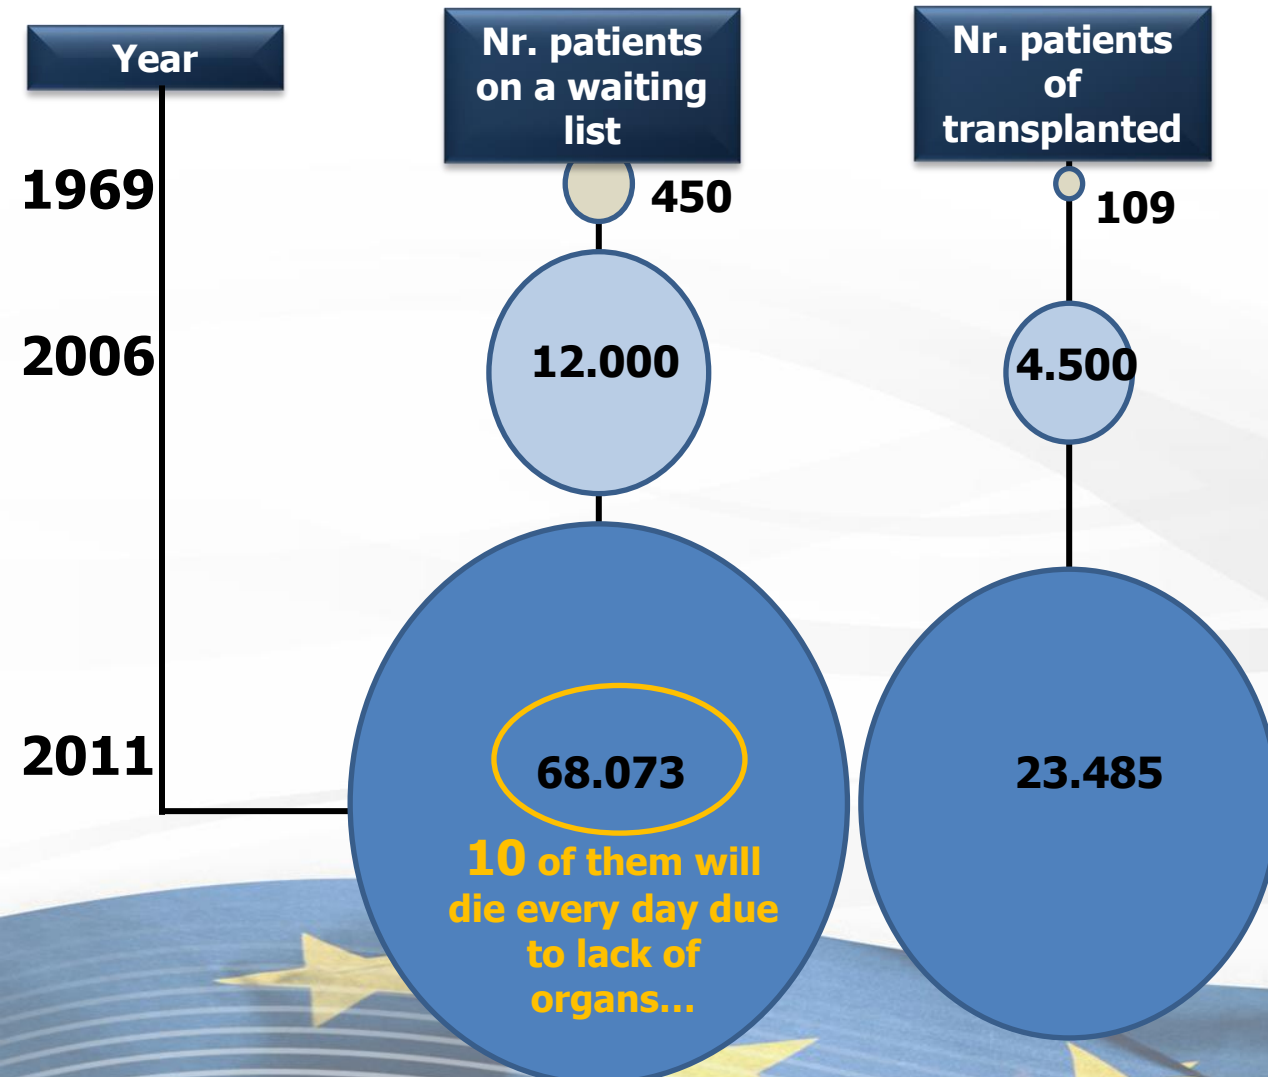 Year
Nr. patients
on a waiting
list
Nr. patients
of
transplanted
1969
450
109
2006
12.000
4.500
2011
68.073
23.485
10 of them will
die every day due
to lack of
organs...